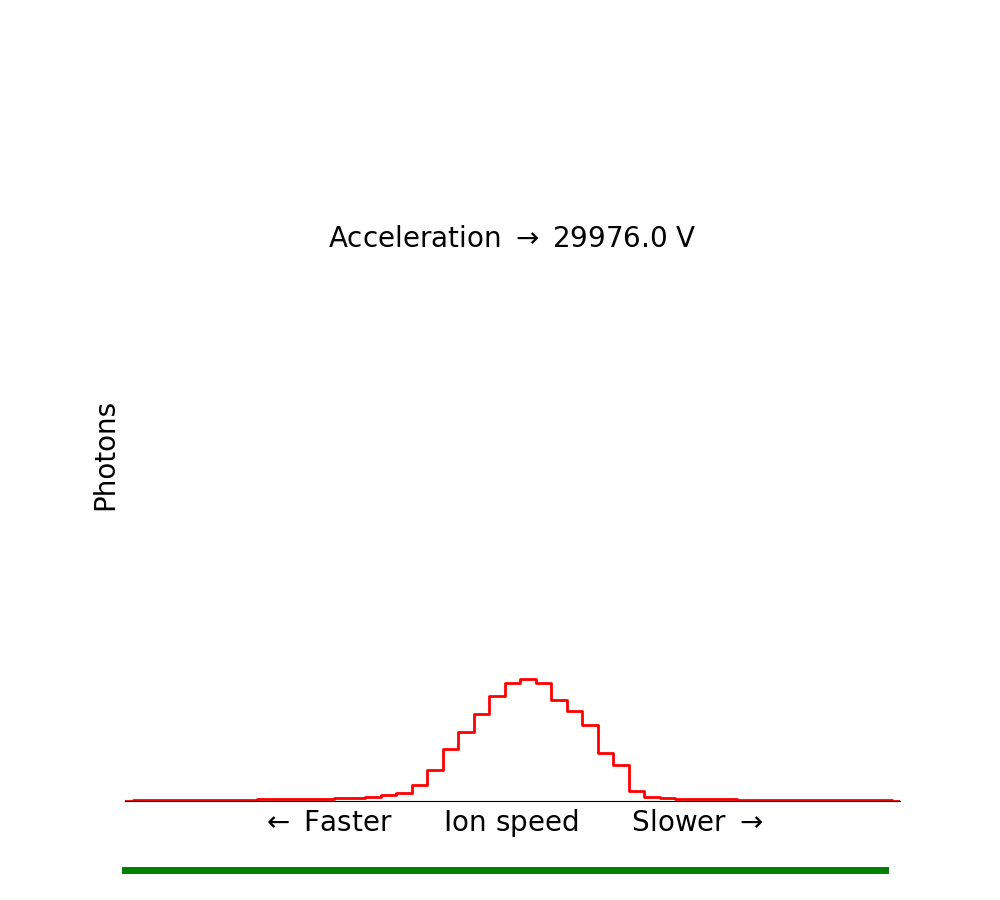 Acceleration → 29976.0 V
Photons
← Faster Ion speed Slower →